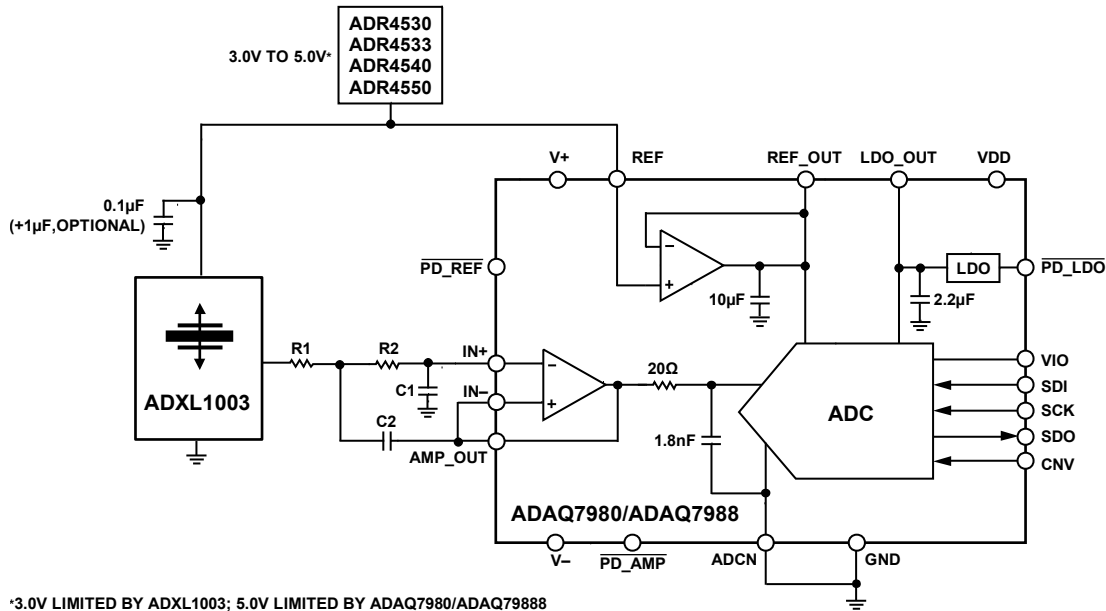 ADR4530
ADR4533
ADR4540
ADR4550
3.0V TO 5.0V*
V+
REF
REF_OUT
LDO_OUT
VDD
0.1µF
(+1µF,OPTIONAL)
PD_REF
−
+
10µF
LDO
2.2µF
PD_LDO
ADXL1003
R1
R2
C1
C2
IN+
IN−
AMP_OUT
−
+
20Ω
1.8nF
ADC
VIO
SDI
SCK
SDO
CNV
ADAQ7980/ADAQ7988
V−
PD_AMP
ADCN
GND
*3.0V LIMITED BY ADXL1003; 5.0V LIMITED BY ADAQ7980/ADAQ79888